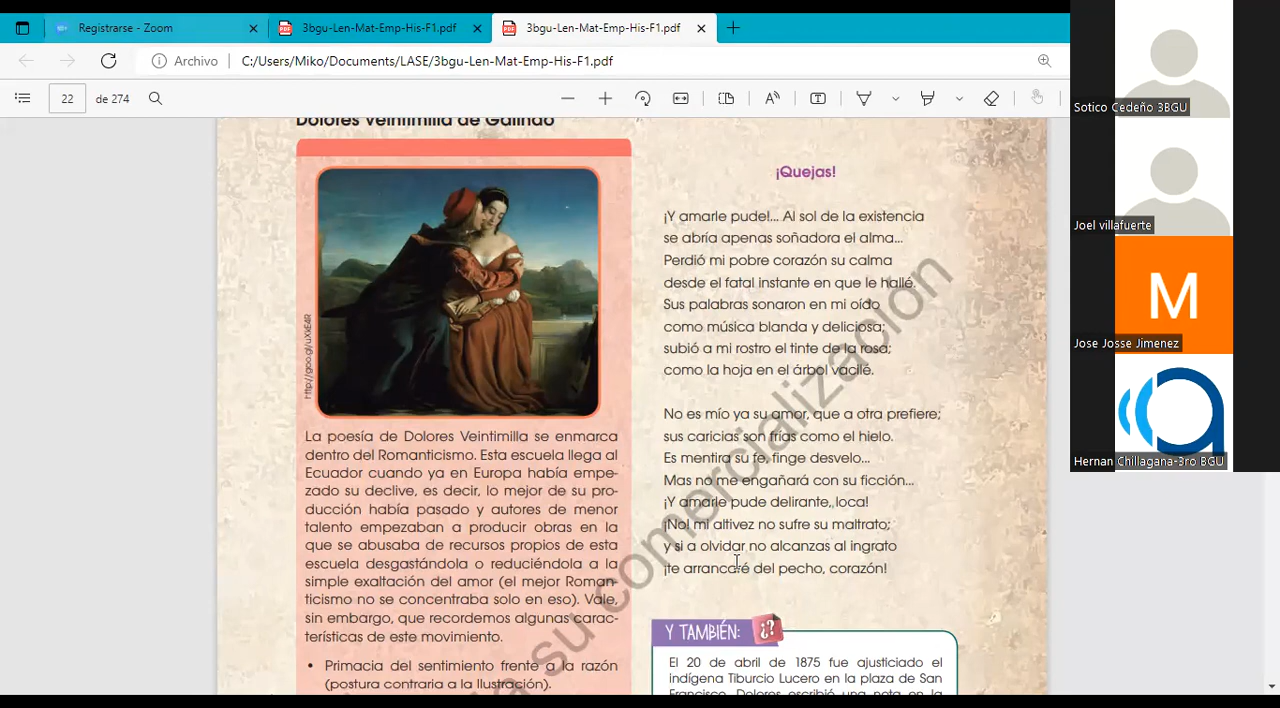 Registrarse - Zoom
3bgu-Len-Mat-Emp-His-F1.pdf
3bgu-Len-Mat-Emp-His-F1.pdf
Archivo
C:/Users/Miko/Documents/LASE/3bgu-Len-Mat-Emp-His-F1.pdf
22
de 274
Dolores Veintimilla de Galindo
http://goo.gl/uXkE4R
La poesía de Dolores Veintimilla se enmarca
dentro del Romanticismo. Esta escuela llega al
Ecuador cuando ya en Europa había empe-
zado su declive, es decir, lo mejor de su pro-
ducción había pasado y autores de menor
talento empezaban a producir obras en la
que se abusaba de recursos propios de esta
escuela desgastándola o reduciéndola a la
simple exaltación del amor (el mejor Roman-
ticismo no se concentraba solo en eso). Vale,
sin embargo, que recordemos algunas carac-
terísticas de este movimiento.
• Primacia del sentimiento frente a la razón
(postura contraria a la Ilustración).
¡Quejas!
¡Y amarle pude!... Al sol de la existencia
se abría apenas soñadora el alma...
Perdió mi pobre corazón su calma
desde el fatal instante en que le hallé.
Sus palabras sonaron en mi oído
como música blanda y deliciosa;
subió a mi rostro el tinte de la rosa;
como la hoja en el árbol vacilé.
No es mío ya su amor, que a otra prefiere;
sus caricias son frías como el hielo.
Es mentira su fe, finge desvelo...
Mas no me engañará con su ficción...
¡Y amarle pude delirante, loca!
¡No! mi altivez no sufre su maltrato;
y si a olvidar no alcanzas al ingrato
¡te arrancaré del pecho, corazón!
Y TAMBIÉN: ¿?
El 20 de abril de 1875 fue ajusticiado el
indígena Tiburcio Lucero en la plaza de San
Francisco. Dolores escribió una nota en la
su comercialización
Sotico Cedeño 3BGU
Joel villafuerte
M
Jose Josse Jimenez
Hernan Chillagana-3ro BGU